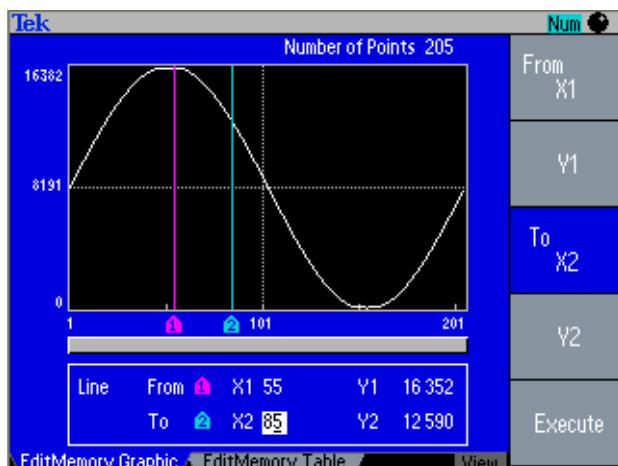 Tek Num
Number of Points 205
From
X1
16382
Y1
8191
To
X2
0
1 1 2 101 201
Y2
Line From 1 X1 55 Y1 16 352
To 2 X2 85 Y2 12 590
Execute
EditMemory Graphic EditMemory Table View